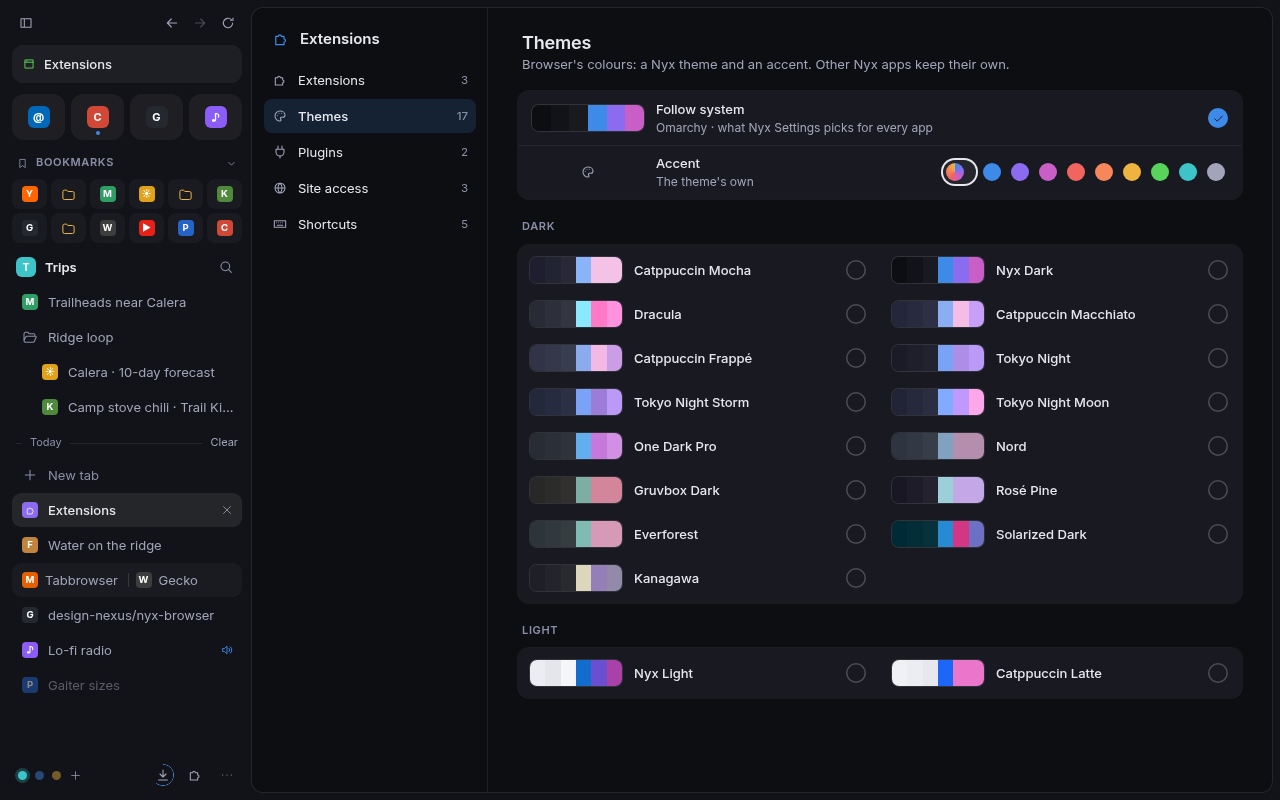 Extensions
@
C
G
BOOKMARKS
Y
M
K
G
W
P
C
T Trips
M Trailheads near Calera
Ridge loop
Calera · 10-day forecast
K Camp stove chili · Trail Ki...
Today
Clear
New tab
Extensions
F Water on the ridge
M Tabbrowser
W Gecko
G design-nexus/nyx-browser
Lo-fi radio
P Gaiter sizes
Extensions
Extensions 3
Themes 17
Plugins 2
Site access 3
Shortcuts 5
Themes
Browser's colours: a Nyx theme and an accent. Other Nyx apps keep their own.
Follow system
Omarchy · what Nyx Settings picks for every app
Accent
The theme's own
DARK
Catppuccin Mocha
Nyx Dark
Dracula
Catppuccin Macchiato
Catppuccin Frappé
Tokyo Night
Tokyo Night Storm
Tokyo Night Moon
One Dark Pro
Nord
Gruvbox Dark
Rosé Pine
Everforest
Solarized Dark
Kanagawa
LIGHT
Nyx Light
Catppuccin Latte